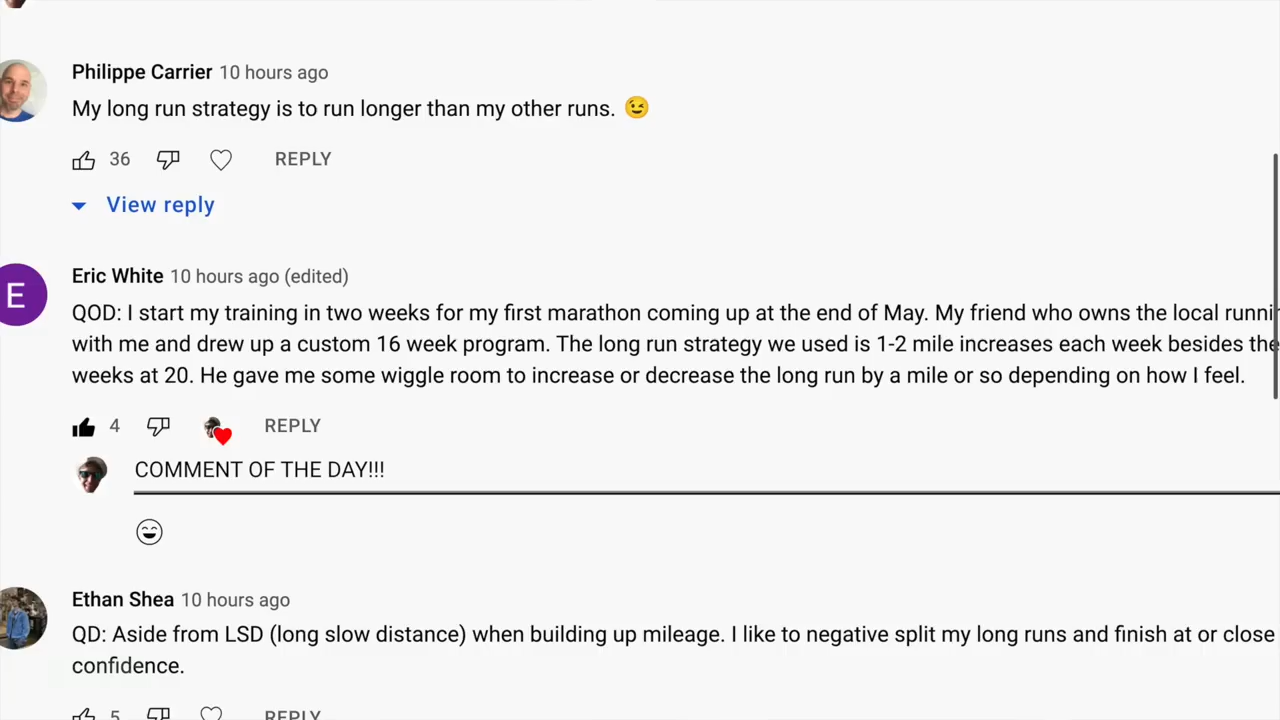 Philippe Carrier 10 hours ago
My long run strategy is to run longer than my other runs. 😉
36 REPLY
View reply
E
Eric White 10 hours ago (edited)
QOD: I start my training in two weeks for my first marathon coming up at the end of May. My friend who owns the local
with me and drew up a custom 16 week program. The long run strategy we used is 1-2 mile increases each week besides the
weeks at 20. He gave me some wiggle room to increase or decrease the long run by a mile or so depending on how I feel.
4 REPLY
COMMENT OF THE DAY!!!
Ethan Shea 10 hours ago
QD: Aside from LSD (long slow distance) when building up mileage. I like to negative split my long runs and finish at or close
confidence.
5 REPLY